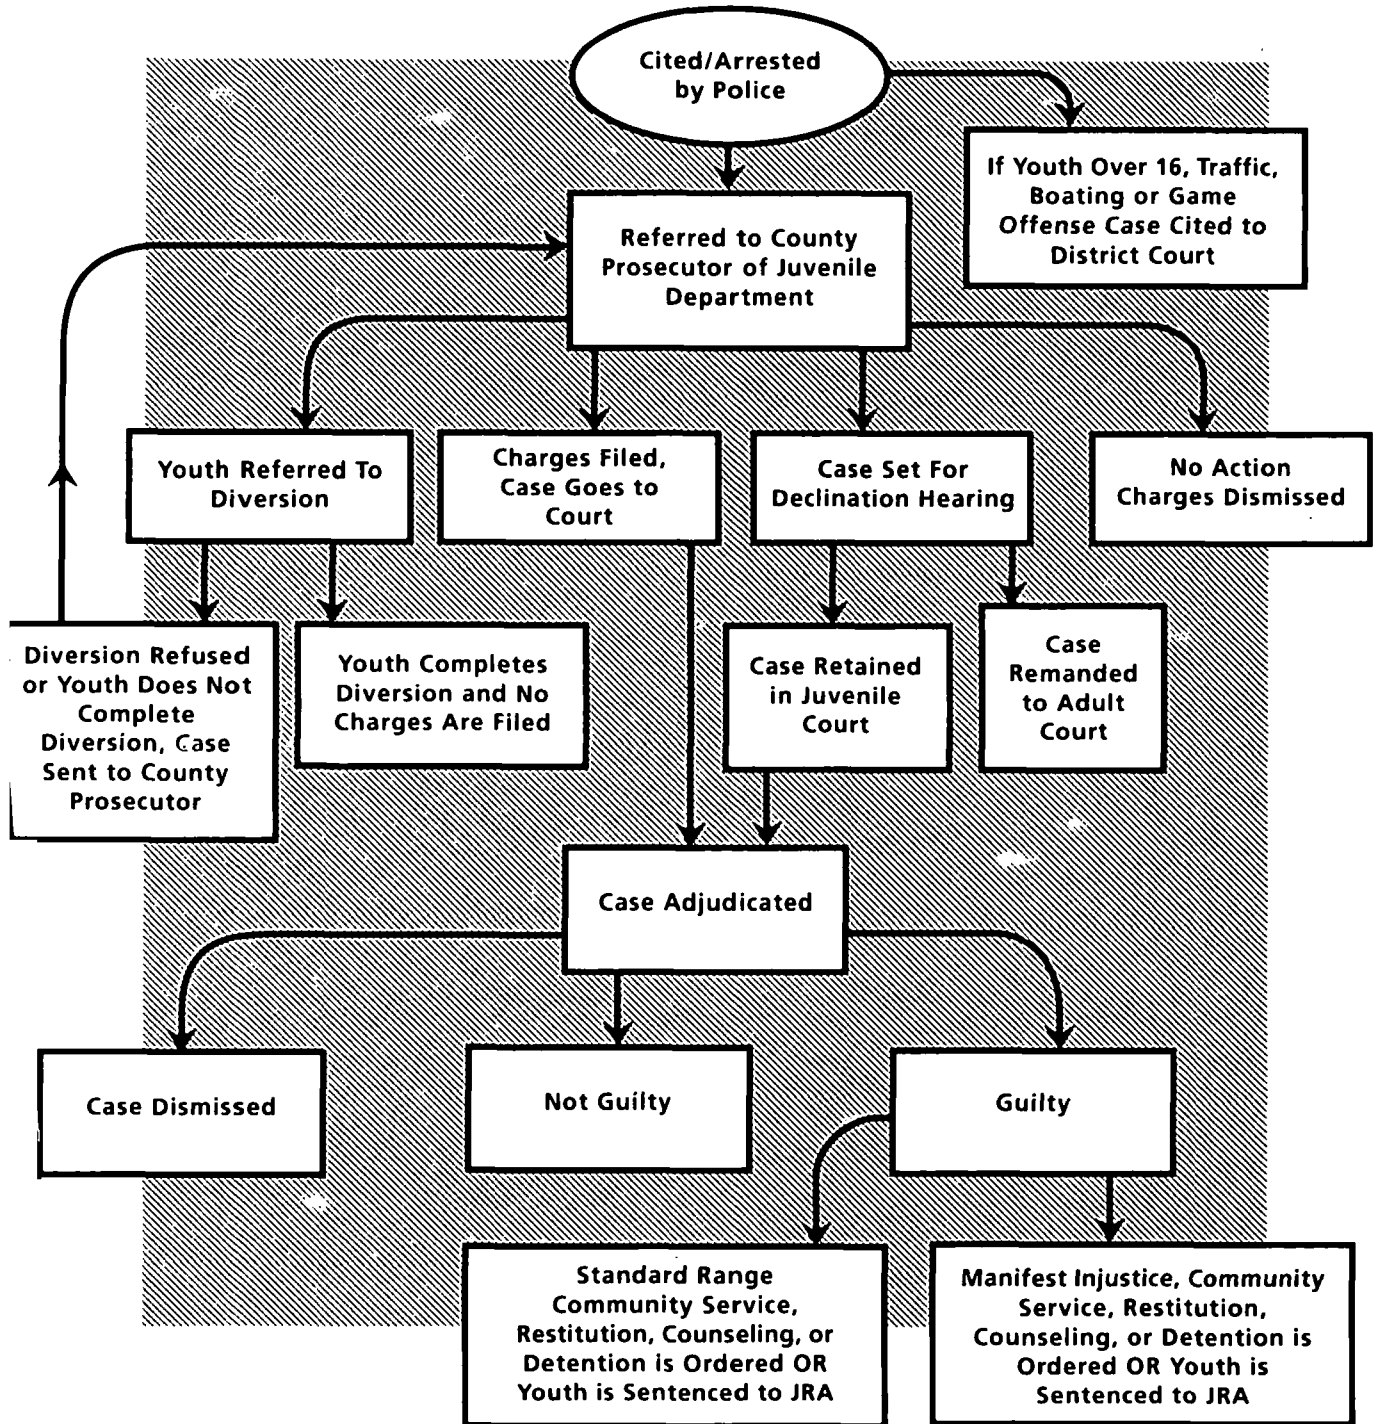 Cited/Arrested
by Police
If Youth Over 16, Traffic,
Boating or Game
Offense Case Cited to
District Court
Referred to County
Prosecutor of Juvenile
Department
Youth Referred To
Diversion
Charges Filed,
Case Goes to
Court
Case Set For
Declination Hearing
No Action
Charges Dismissed
Diversion Refused
or Youth Does Not
Complete
Diversion, Case
Sent to County
Prosecutor
Youth Completes
Diversion and No
Charges Are Filed
Case Retained
in Juvenile
Court
Case
Remanded
to Adult
Court
Case Adjudicated
Case Dismissed
Not Guilty
Guilty
Standard Range
Community Service,
Restitution, Counseling, or
Detention is Ordered OR
Youth is Sentenced to JRA
Manifest Injustice, Community
Service, Restitution,
Counseling, or Detention is
Ordered OR Youth is
Sentenced to JRA